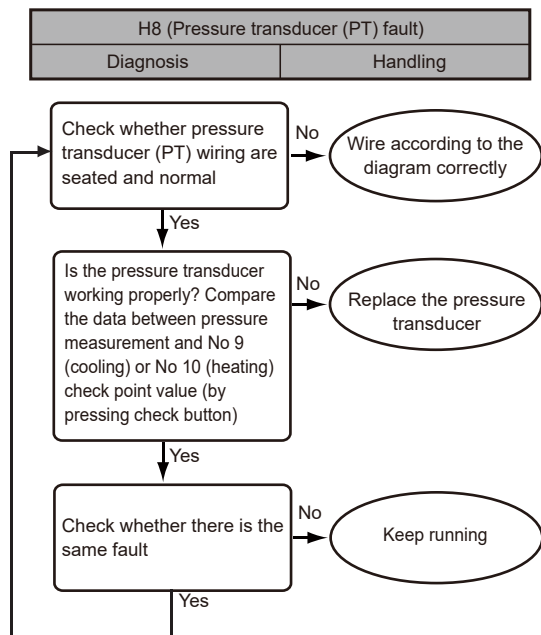 H8 (Pressure transducer (PT) fault)
Diagnosis
Handling
Check whether pressure
transducer (PT) wiring are
seated and normal
No
Wire according to the
diagram correctly
Yes
Is the pressure transducer
working properly? Compare
the data between pressure
measurement and No 9
(cooling) or No 10 (heating)
check point value (by
pressing check button)
No
Replace the pressure
transducer
Yes
Check whether there is the
same fault
No
Keep running
Yes